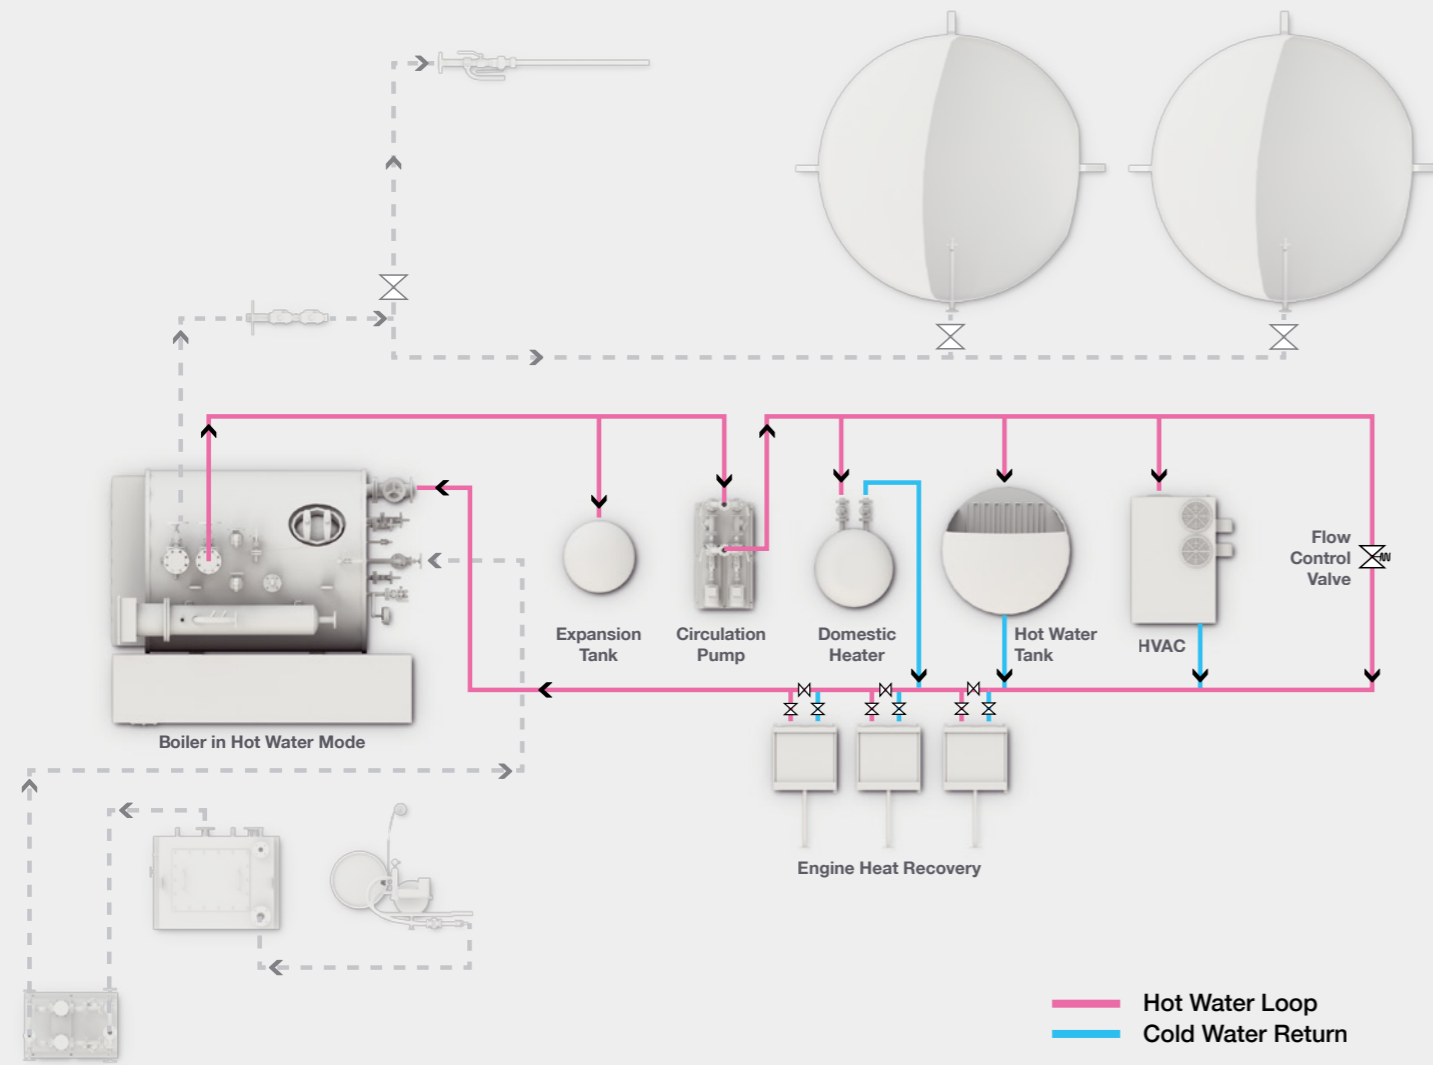 Flow
Control
Valve
Expansion
Tank
Circulation
Pump
Domestic
Heater
Hot Water
Tank
HVAC
Boiler in Hot Water Mode
Engine Heat Recovery
Hot Water Loop
Cold Water Return